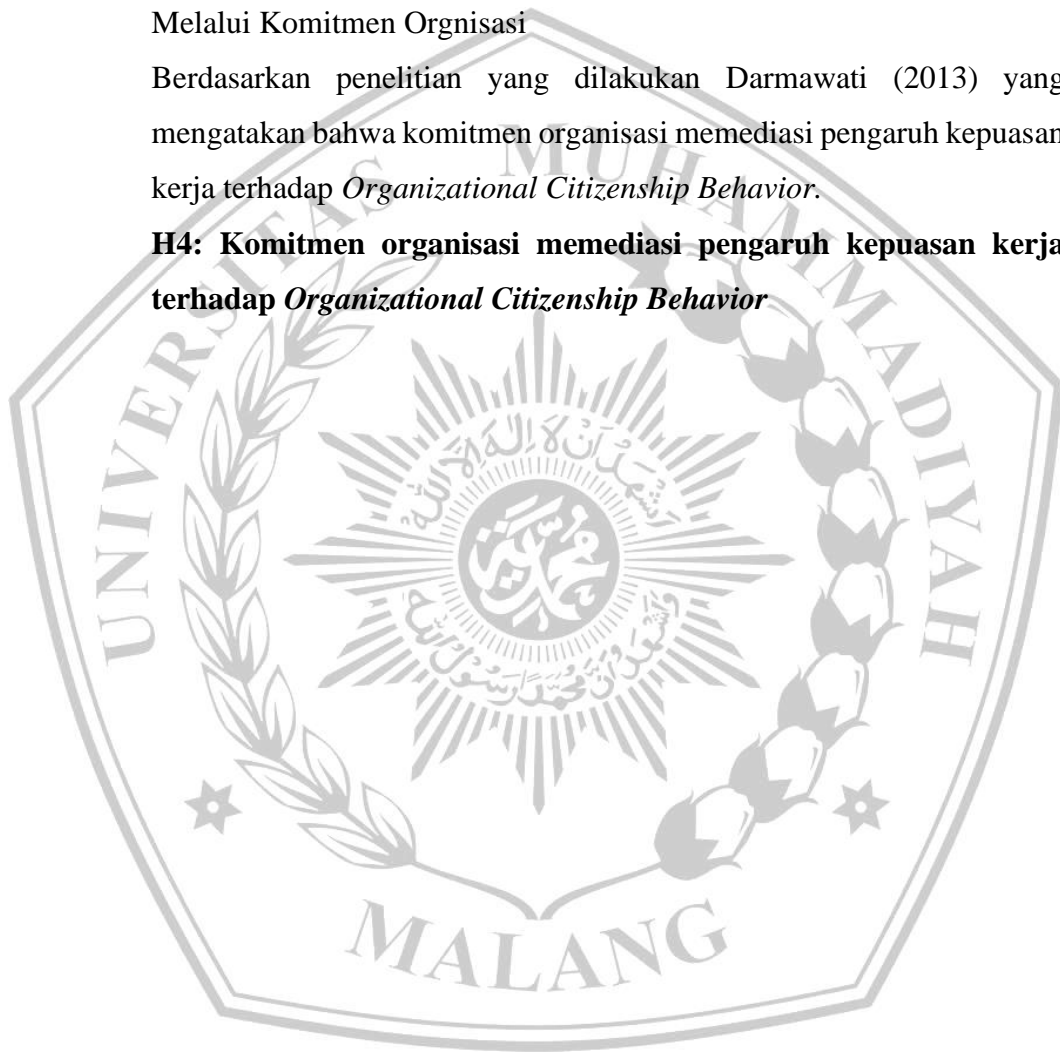 Melalui Komitmen Orgnisasi
Berdasarkan penelitian yang dilakukan Darmawati (2013) yang
mengatakan bahwa komitmen organisasi memediasi pengaruh kepuasan
kerja terhadap Organizational Citizenship Behavior.
H4: Komitmen organisasi memediasi pengaruh kepuasan kerja
terhadap Organizational Citizenship Behavior
UNIVERSITAS MUHAMMADIYAH
MALANG